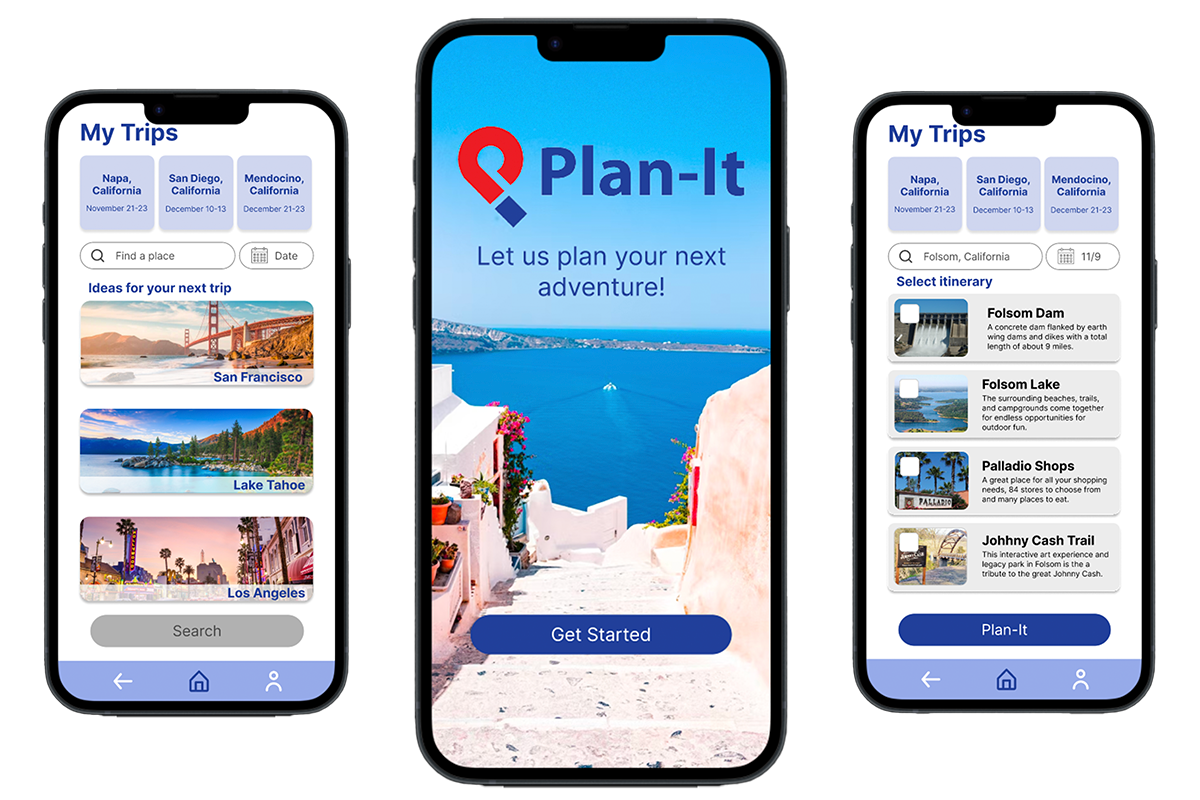 My Trips
Napa,
California
November 21-23
San Diego,
California
December 10-13
Mendocino,
California
December 21-23
Find a place
Date
Ideas for your next trip
San Francisco
Lake Tahoe
Los Angeles
Search
Plan-It
Let us plan your next
adventure!
Get Started
My Trips
Napa,
California
November 21-23
San Diego,
California
December 10-13
Mendocino,
California
December 21-23
Folsom, California
11/9
Select itinerary
Folsom Dam
A concrete dam flanked by earth
wing dams and dikes with a total
length of about 9 miles.
Folsom Lake
The surrounding beaches, trails,
and campgrounds come together
for endless opportunities for
outdoor fun.
PALLADIO
Palladio Shops
A great place for all your shopping
needs, 84 stores to choose from
and many places to eat.
Johhny Cash Trail
This interactive art experience and
legacy park in Folsom is the a
tribute to the great Johnny Cash.
Plan-It